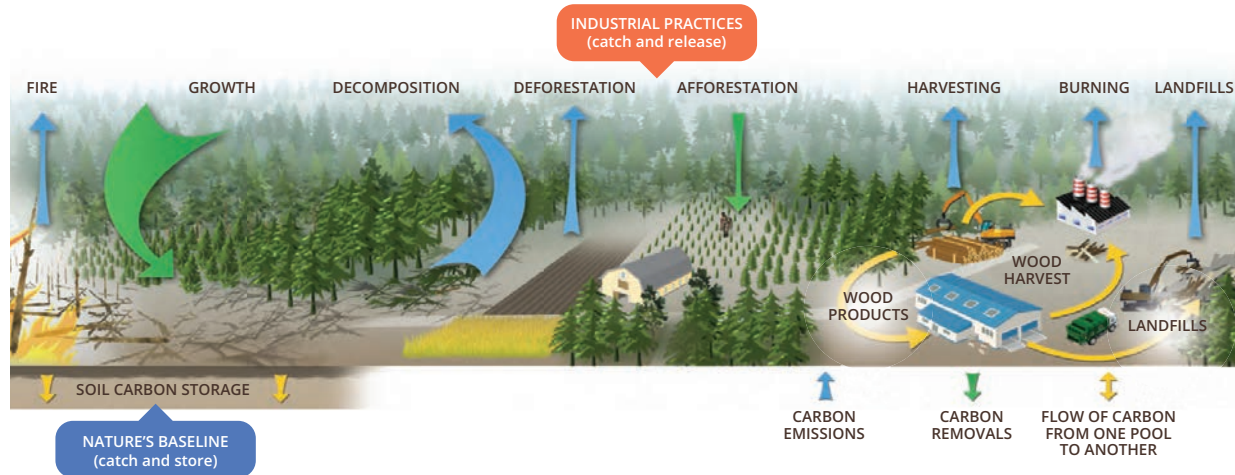 INDUSTRIAL PRACTICES
(catch and release)
FIRE
GROWTH
DECOMPOSITION
DEFORESTATION
AFFORESTATION
HARVESTING
BURNING
LANDFILLS
WOOD
HARVEST
WOOD
PRODUCTS
LANDFILLS
SOIL CARBON STORAGE
NATURE'S BASELINE
(catch and store)
CARBON
EMISSIONS
CARBON
REMOVALS
FLOW OF CARBON
FROM ONE POOL
TO ANOTHER